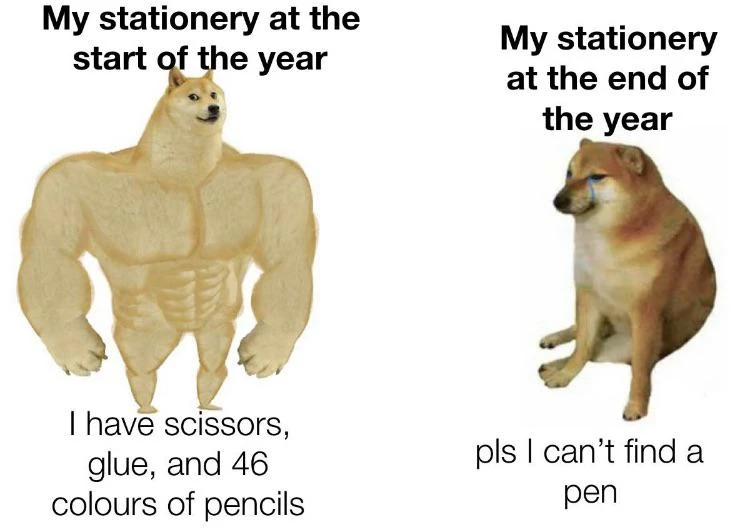 My stationery at the
start of the year
I have scissors,
glue, and 46
colours of pencils
My stationery
at the end of
the year
pls I can’t find a
pen